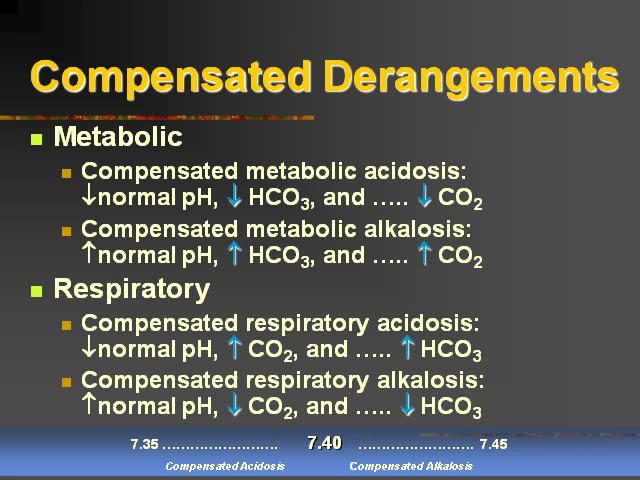 Compensated Derangements
Metabolic
Compensated metabolic acidosis:
↓normal pH, ↓ HCO₃, and ….. ↓ CO₂
Compensated metabolic alkalosis:
↑normal pH, ↑ HCO₃, and ….. ↑ CO₂
Respiratory
Compensated respiratory acidosis:
↓normal pH, ↑ CO₂, and ….. ↑ HCO₃
Compensated respiratory alkalosis:
↑normal pH, ↓ CO₂, and ….. ↓ HCO₃
7.35 ……………………. 7.40 ……………………. 7.45
Compensated Acidosis Compensated Alkalosis